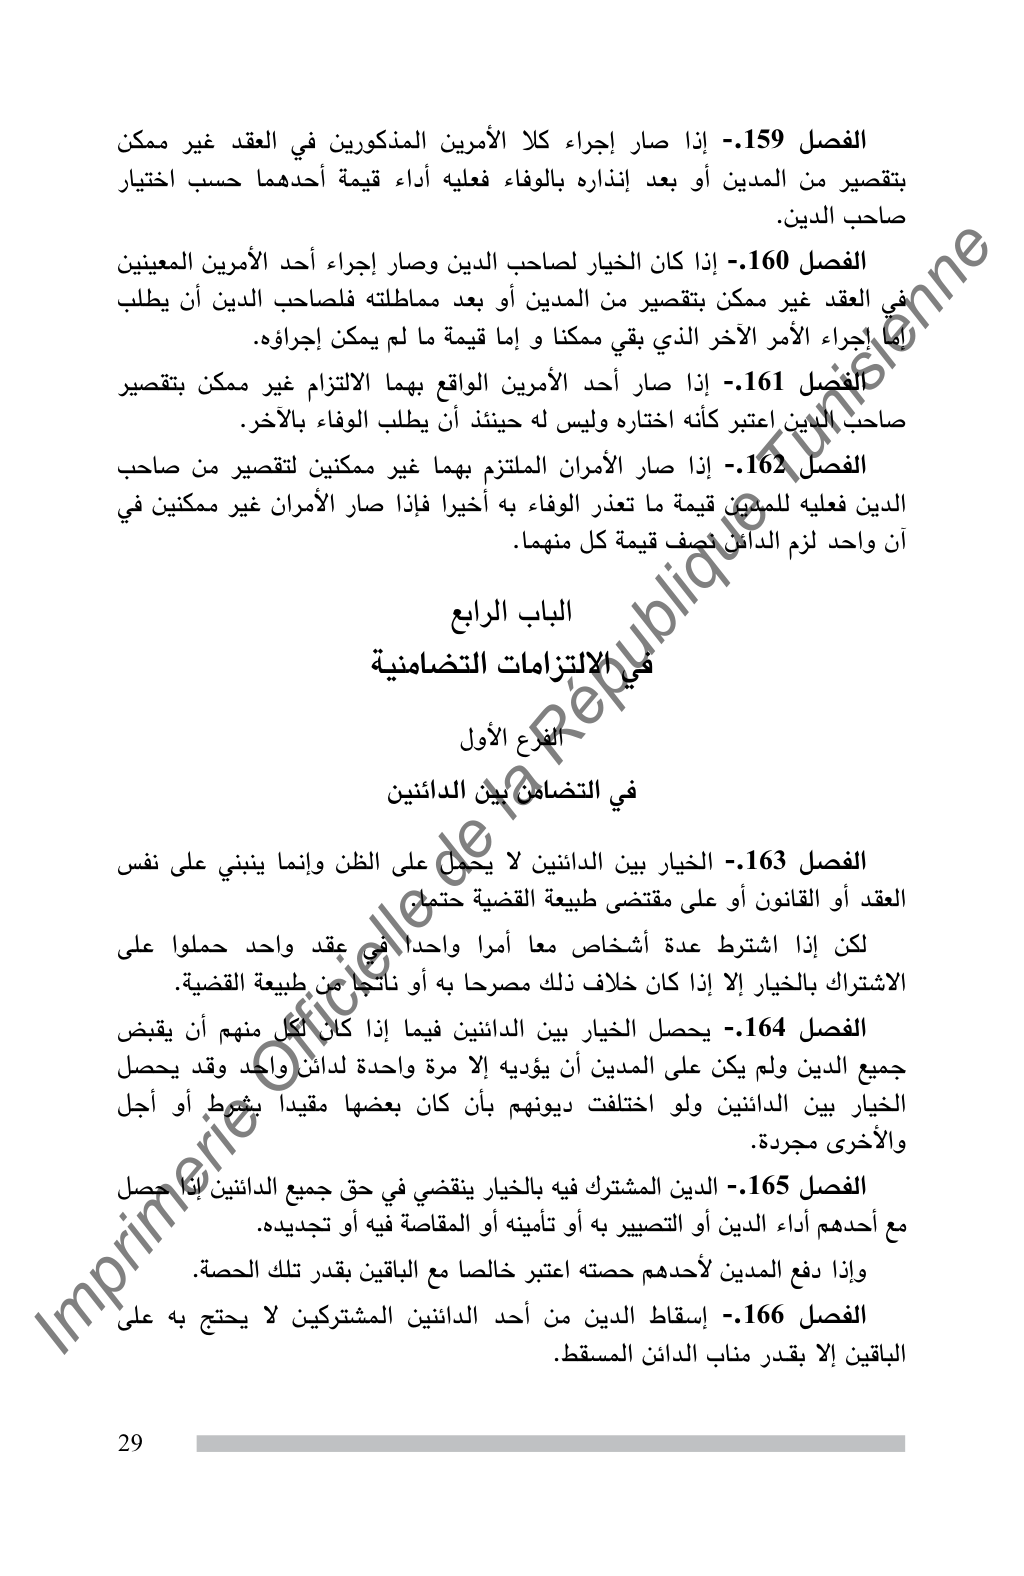 الفصل 159.- إذا صار إجراء كلا الأمرين المذكورين في العقد غير ممكن
بتقصير من المدين أو بعد إنذاره بالوفاء فعليه أداء قيمة أحدهما حسب اختيار
صاحب الدين.
الفصل 160.- إذا كان الخيار لصاحب الدين وصار إجراء أحد الأمرين المعينين
في العقد غير ممكن بتقصير من المدين أو بعد مماطلته فلصاحب الدين أن يطلب
إما إجراء الأمر الآخر الذي بقي ممكنا و إما قيمة ما لم يمكن إجراؤه.
الفصل 161.- إذا صار أحد الأمرين الواقع بهما الالتزام غير ممكن بتقصير
صاحب الدين اعتبر كأنه اختاره وليس له حينئذ أن يطلب الوفاء بالآخر.
الفصل 162.- إذا صار الأمران الملتزم بهما غير ممكنين لتقصير من صاحب
الدين فعليه للمدين قيمة ما تعذر الوفاء به أخيرا فإذا صار الأمران غير ممكنين في
آن واحد لزم الدائن نصف قيمة كل منهما.
الباب الرابع
في الالتزامات التضامنية
الفرع الأول
في التضامن بين الدائنين
الفصل 163.- الخيار بين الدائنين لا يحمل على الظن وإنما ينبني على نفس
العقد أو القانون أو على مقتضى طبيعة القضية حتما.
لكن إذا اشترط عدة أشخاص معا أمرا واحدا في عقد واحد حملوا على
الاشتراك بالخيار إلا إذا كان خلاف ذلك مصرحا به أو ناتجا من طبيعة القضية.
الفصل 164.- يحصل الخيار بين الدائنين فيما إذا كان لكل منهم أن يقبض
جميع الدين ولم يكن على المدين أن يؤديه إلا مرة واحدة لدائن واحد وقد يحصل
الخيار بين الدائنين ولو اختلفت ديونهم بأن كان بعضها مقيدا بشرط أو أجل
والأخرى مجردة.
الفصل 165.- الدين المشترك فيه بالخيار ينقضي في حق جميع الدائنين إذا حصل
مع أحدهم أداء الدين أو التصيير به أو تأمينه أو المقاصة فيه أو تجديده.
وإذا دفع المدين لأحدهم حصته اعتبر خالصا مع الباقين بقدر تلك الحصة.
الفصل 166.- إسقاط الدين من أحد الدائنين المشتركين لا يحتج به على
الباقين إلا بقدر مناب الدائن المسقط.
29
Imprimerie Officielle de la République Tunisienne